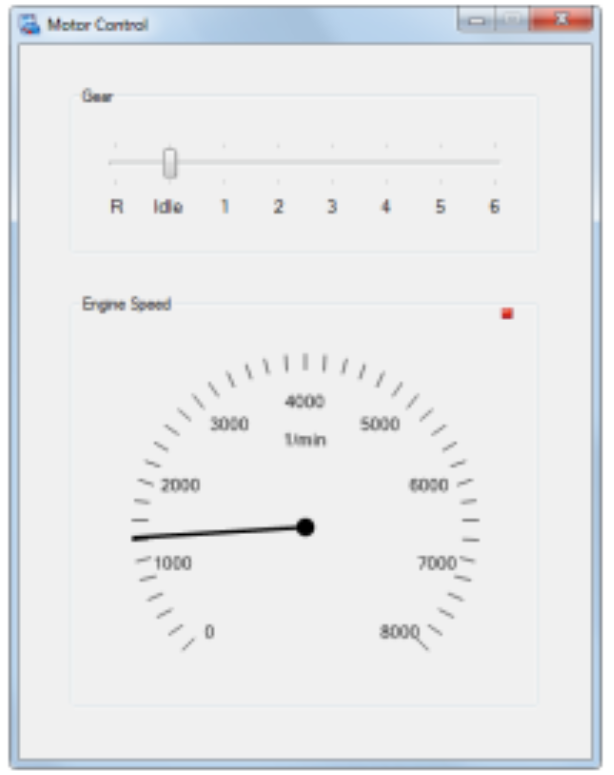 Motor Control
Gear
R Idle 1 2 3 4 5 6
Engine Speed
4000
3000 5000
1/min
2000 6000
1000 7000
0 8000